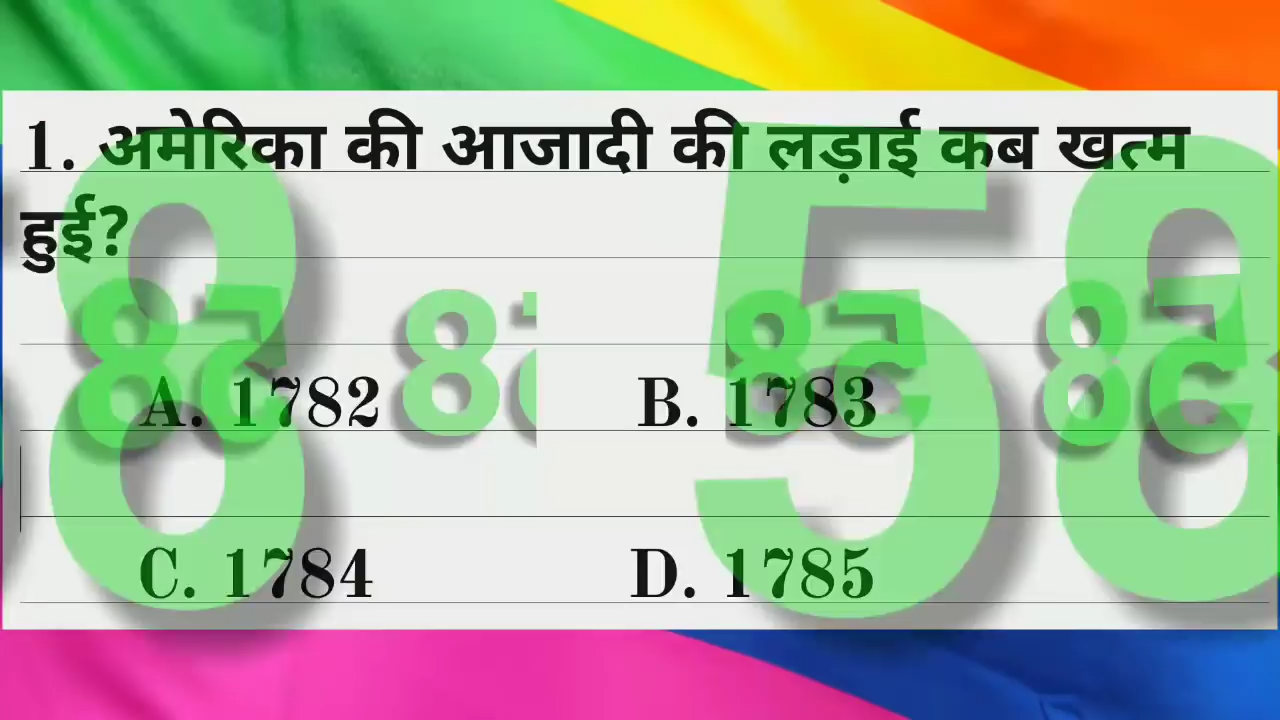 1. अमेरिका की आजादी की लड़ाई कब खत्म
हुई?
A. 1782 B. 1783
C. 1784 D. 1785